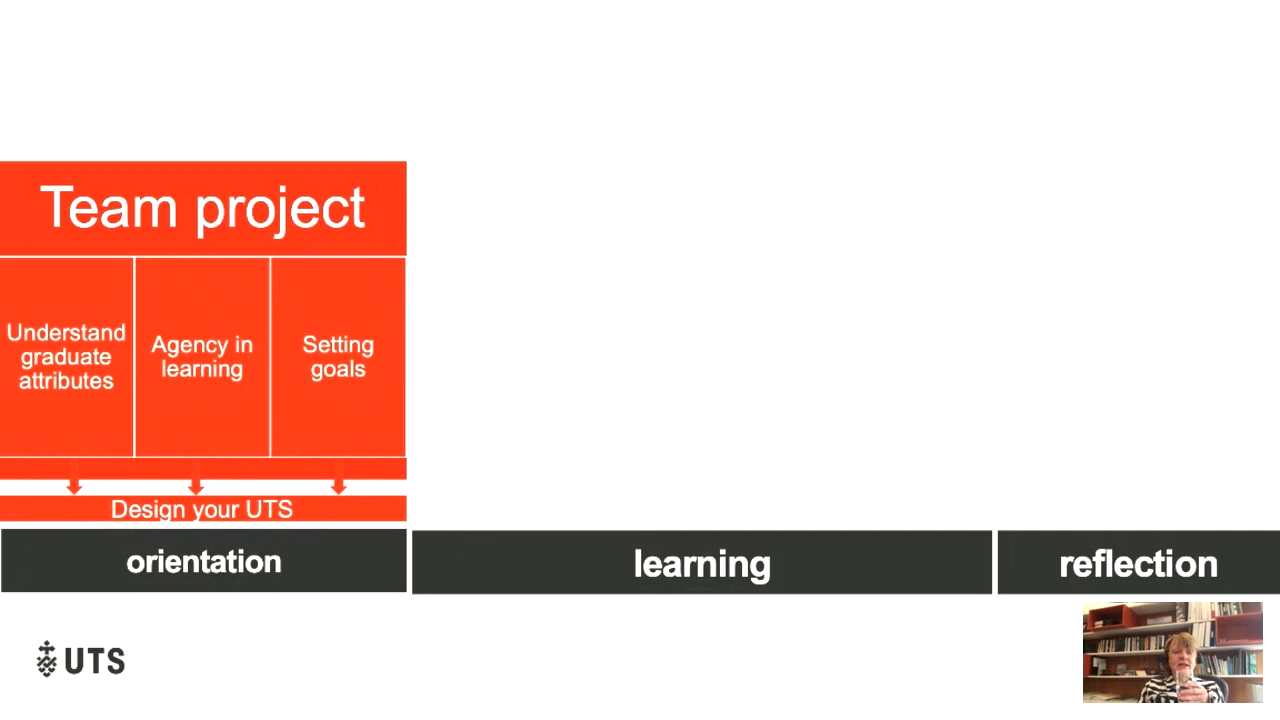 Team project
Understand
graduate
attributes
Agency in
learning
Setting
goals
Design your UTS
orientation
learning
reflection
UTS